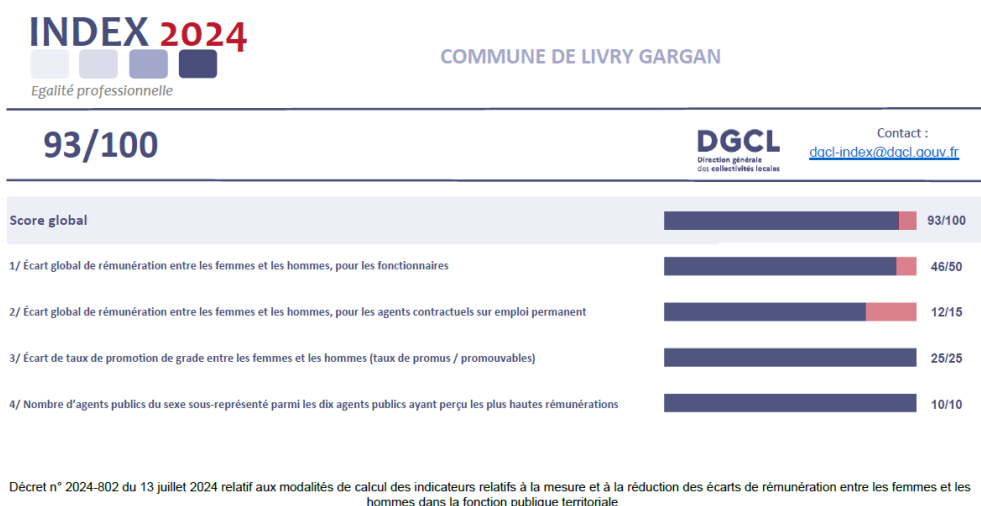 INDEX 2024
Egalité professionnelle
COMMUNE DE LIVRY GARGAN
93/100
DGCL
Direction générale
des collectivités locales
Contact :
dgcl-index@dgcl.gouv.fr
Score global 93/100
1/ Écart global de rémunération entre les femmes et les hommes, pour les fonctionnaires 46/50
2/ Écart global de rémunération entre les femmes et les hommes, pour les agents contractuels sur emploi permanent 12/15
3/ Écart de taux de promotion de grade entre les femmes et les hommes (taux de promus / promouvables) 25/25
4/ Nombre d'agents publics du sexe sous-représenté parmi les dix agents publics ayant perçu les plus hautes rémunérations 10/10
Décret n° 2024-802 du 13 juillet 2024 relatif aux modalités de calcul des indicateurs relatifs à la mesure et à la réduction des écarts de rémunération entre les femmes et les
hommes dans la fonction publique territoriale